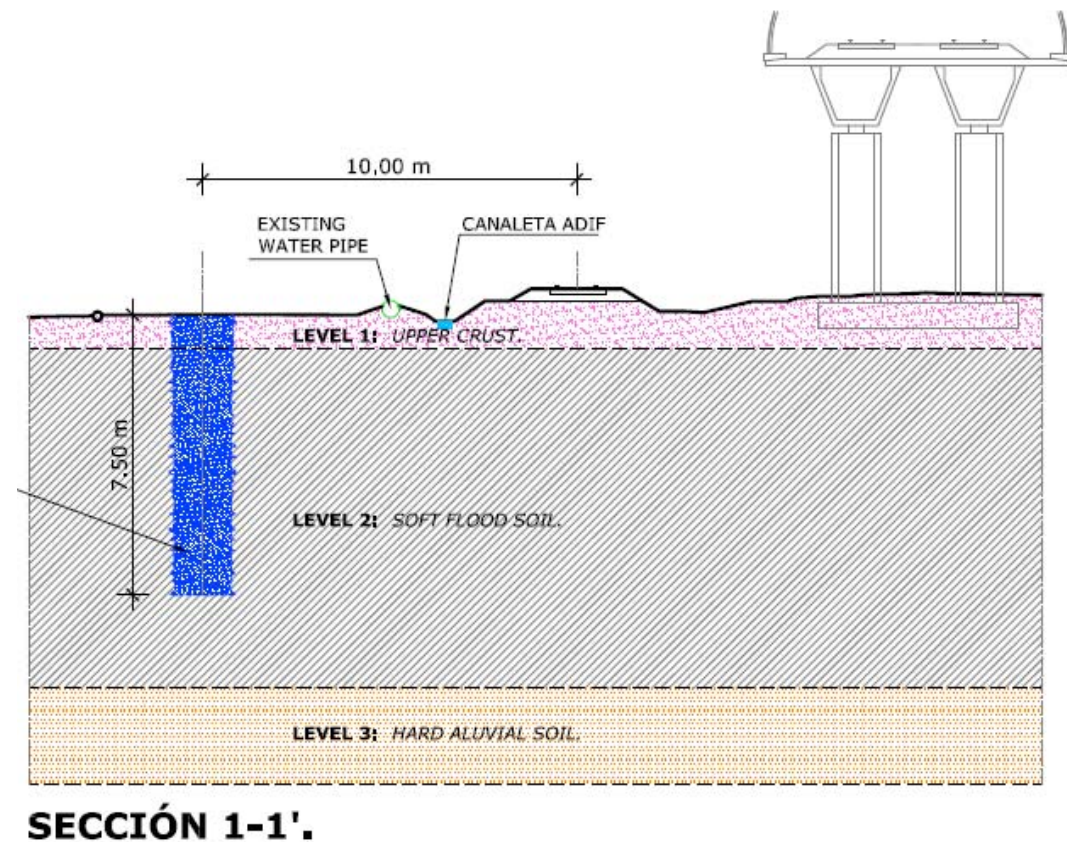 10,00 m
EXISTING
WATER PIPE
CANALETA ADIF
LEVEL 1: UPPER CRUST.
7.50 m
LEVEL 2: SOFT FLOOD SOIL.
LEVEL 3: HARD ALUVIAL SOIL.
SECCIÓN 1-1'.